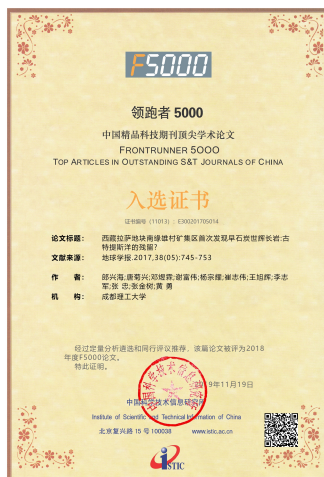 F5000
领跑者 5000
中国精品科技期刊顶尖学术论文
FRONTRUNNER 5000
TOP ARTICLES IN OUTSTANDING S&T JOURNALS OF CHINA
入选证书
证书编号（11013）：E300201705014
论文标题： 西藏拉萨地块南缘雄村矿集区首次发现早石炭世辉长岩:古
特提斯洋的残留?
文献来源： 地球学报.2017,38(05):745-753
作 者： 郎兴海;唐菊兴;邓煜霖;谢富伟;杨宗耀;崔志伟;王旭辉;李志
军;张 忠;张金树;黄 勇
机 构： 成都理工大学
经过定量分析遴选和同行评议推荐，该篇论文被评为2018
年度F5000论文。
特此证明。
9年11月19日
中国科学技术信息研究所
Institute of Scientific and Technical Information of China
北京复兴路 15 号 100038 www.istic.ac.cn
ISTIC